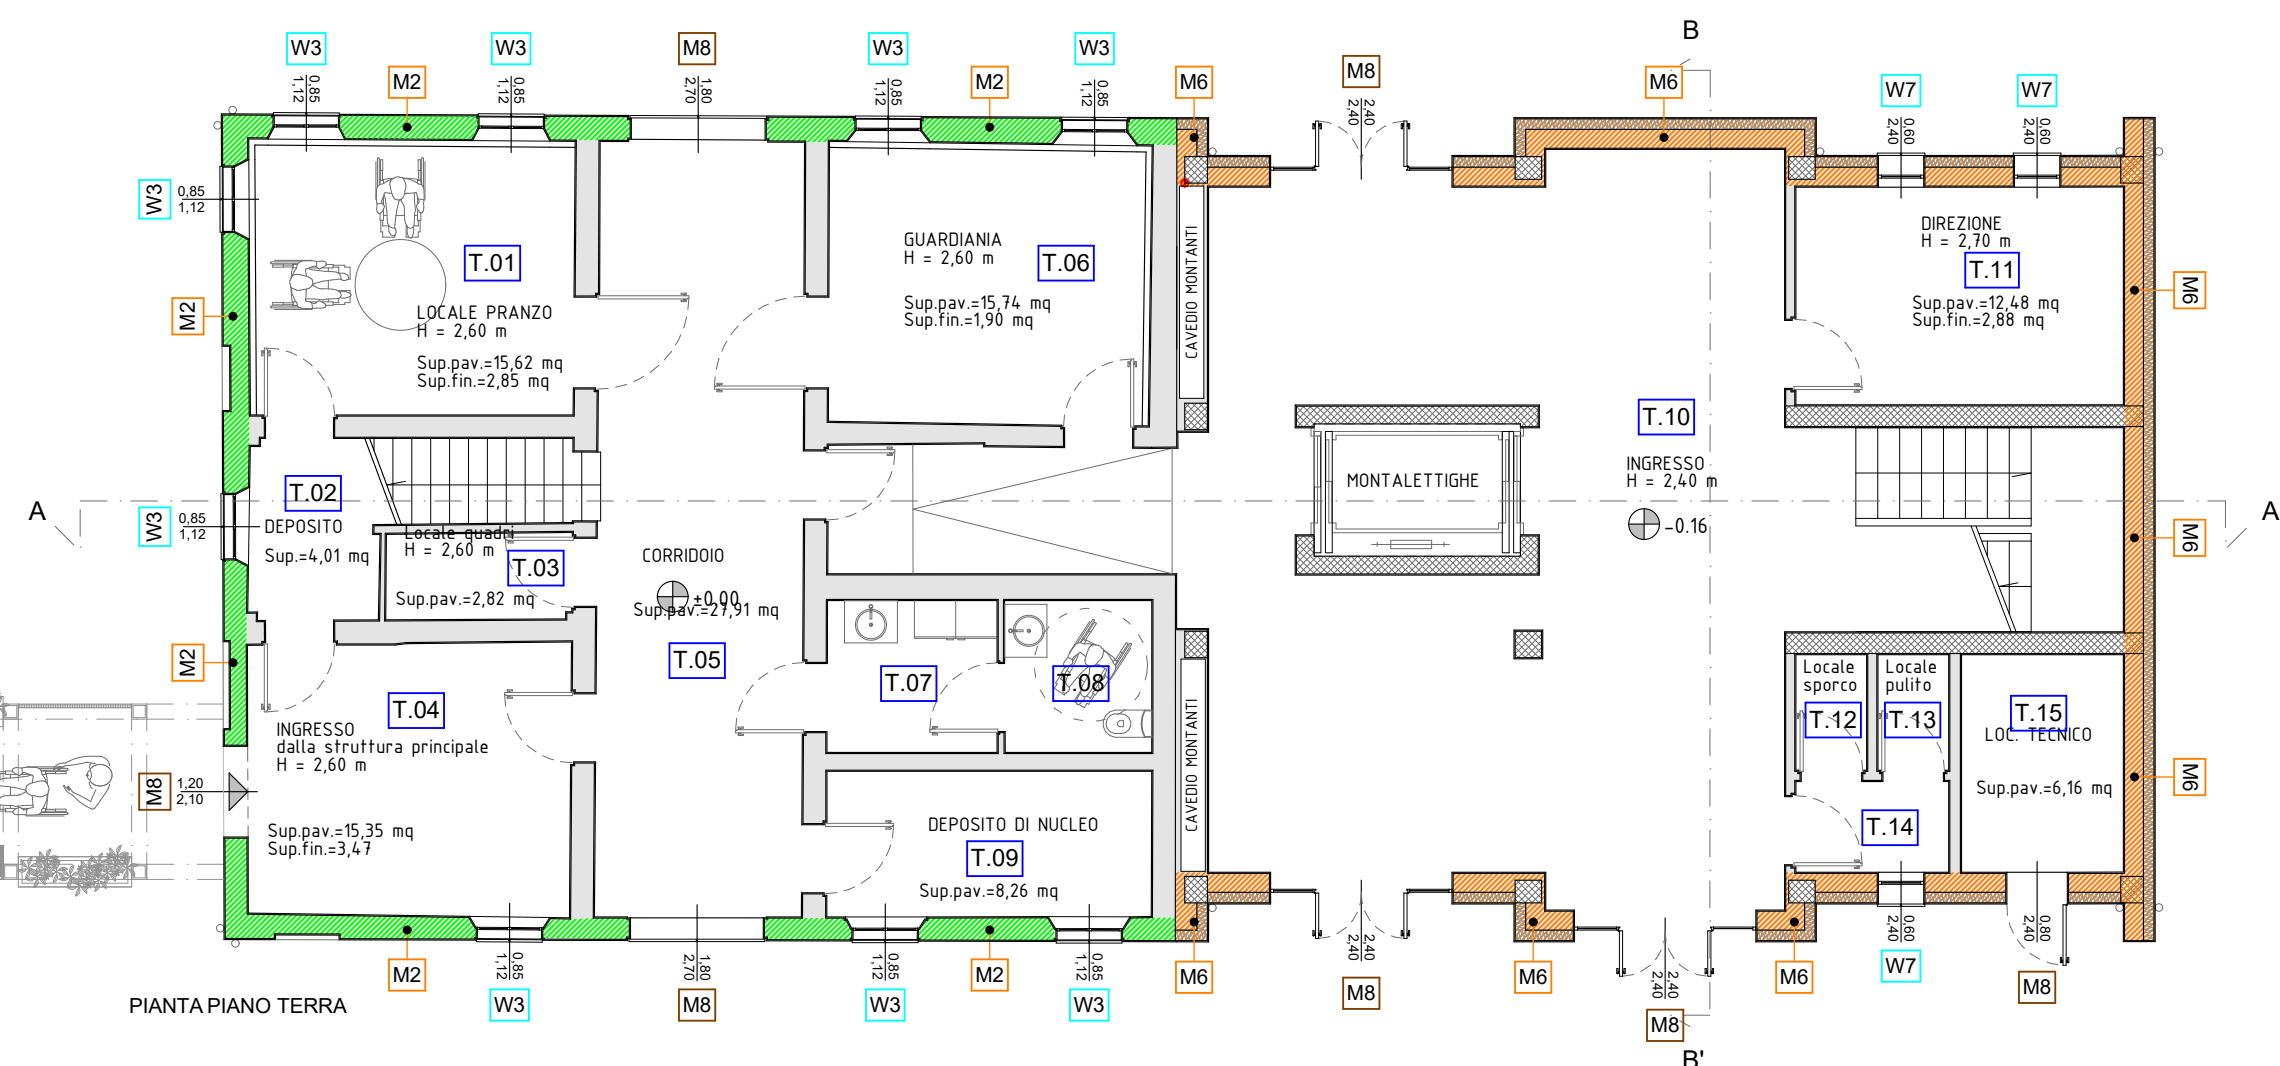 B
W3
W3
M8
W3
W3
M8
M2
M2
M6
M6
W7
W7
0,85
1,12
0,85
1,12
1,80
2,70
0,85
1,12
0,85
1,12
2,40
2,40
0,60
2,40
0,60
2,40
W3
0,85
1,12
M2
T.01
LOCALE PRANZO
H = 2,60 m
Sup.pav.=15,62 mq
Sup.fin.=2,85 mq
GUARDIANIA
H = 2,60 m
T.06
Sup.pav.=15,74 mq
Sup.fin.=1,90 mq
CAVEDIO MONTANTI
DIREZIONE
H = 2,70 m
T.11
Sup.pav.=12,48 mq
Sup.fin.=2,88 mq
M6
T.10
INGRESSO
H = 2,40 m
-0.16
MONTALETTIGHE
A
A
W3
0,85
1,12
T.02
DEPOSITO
Sup.=4,01 mq
Locale quadri
H = 2,60 m
T.03
Sup.pav.=2,82 mq
CORRIDOIO
±0,00
Sup.pav.=27,91 mq
T.05
M6
M2
T.04
INGRESSO
dalla struttura principale
H = 2,60 m
Sup.pav.=15,35 mq
Sup.fin.=3,47
M8
1,20
2,10
T.07
T.08
CAVEDIO MONTANTI
DEPOSITO DI NUCLEO
T.09
Sup.pav.=8,26 mq
Locale
sporco
T.12
Locale
pulito
T.13
T.15
LOC. TECNICO
Sup.pav.=6,16 mq
T.14
M6
0,85
1,12
1,80
2,70
0,85
1,12
0,85
1,12
2,40
2,40
2,40
2,40
0,60
2,40
0,80
2,40
M2
M2
M6
M6
M6
W3
M8
W3
W3
M8
M8
W7
M8
PIANTA PIANO TERRA
B'